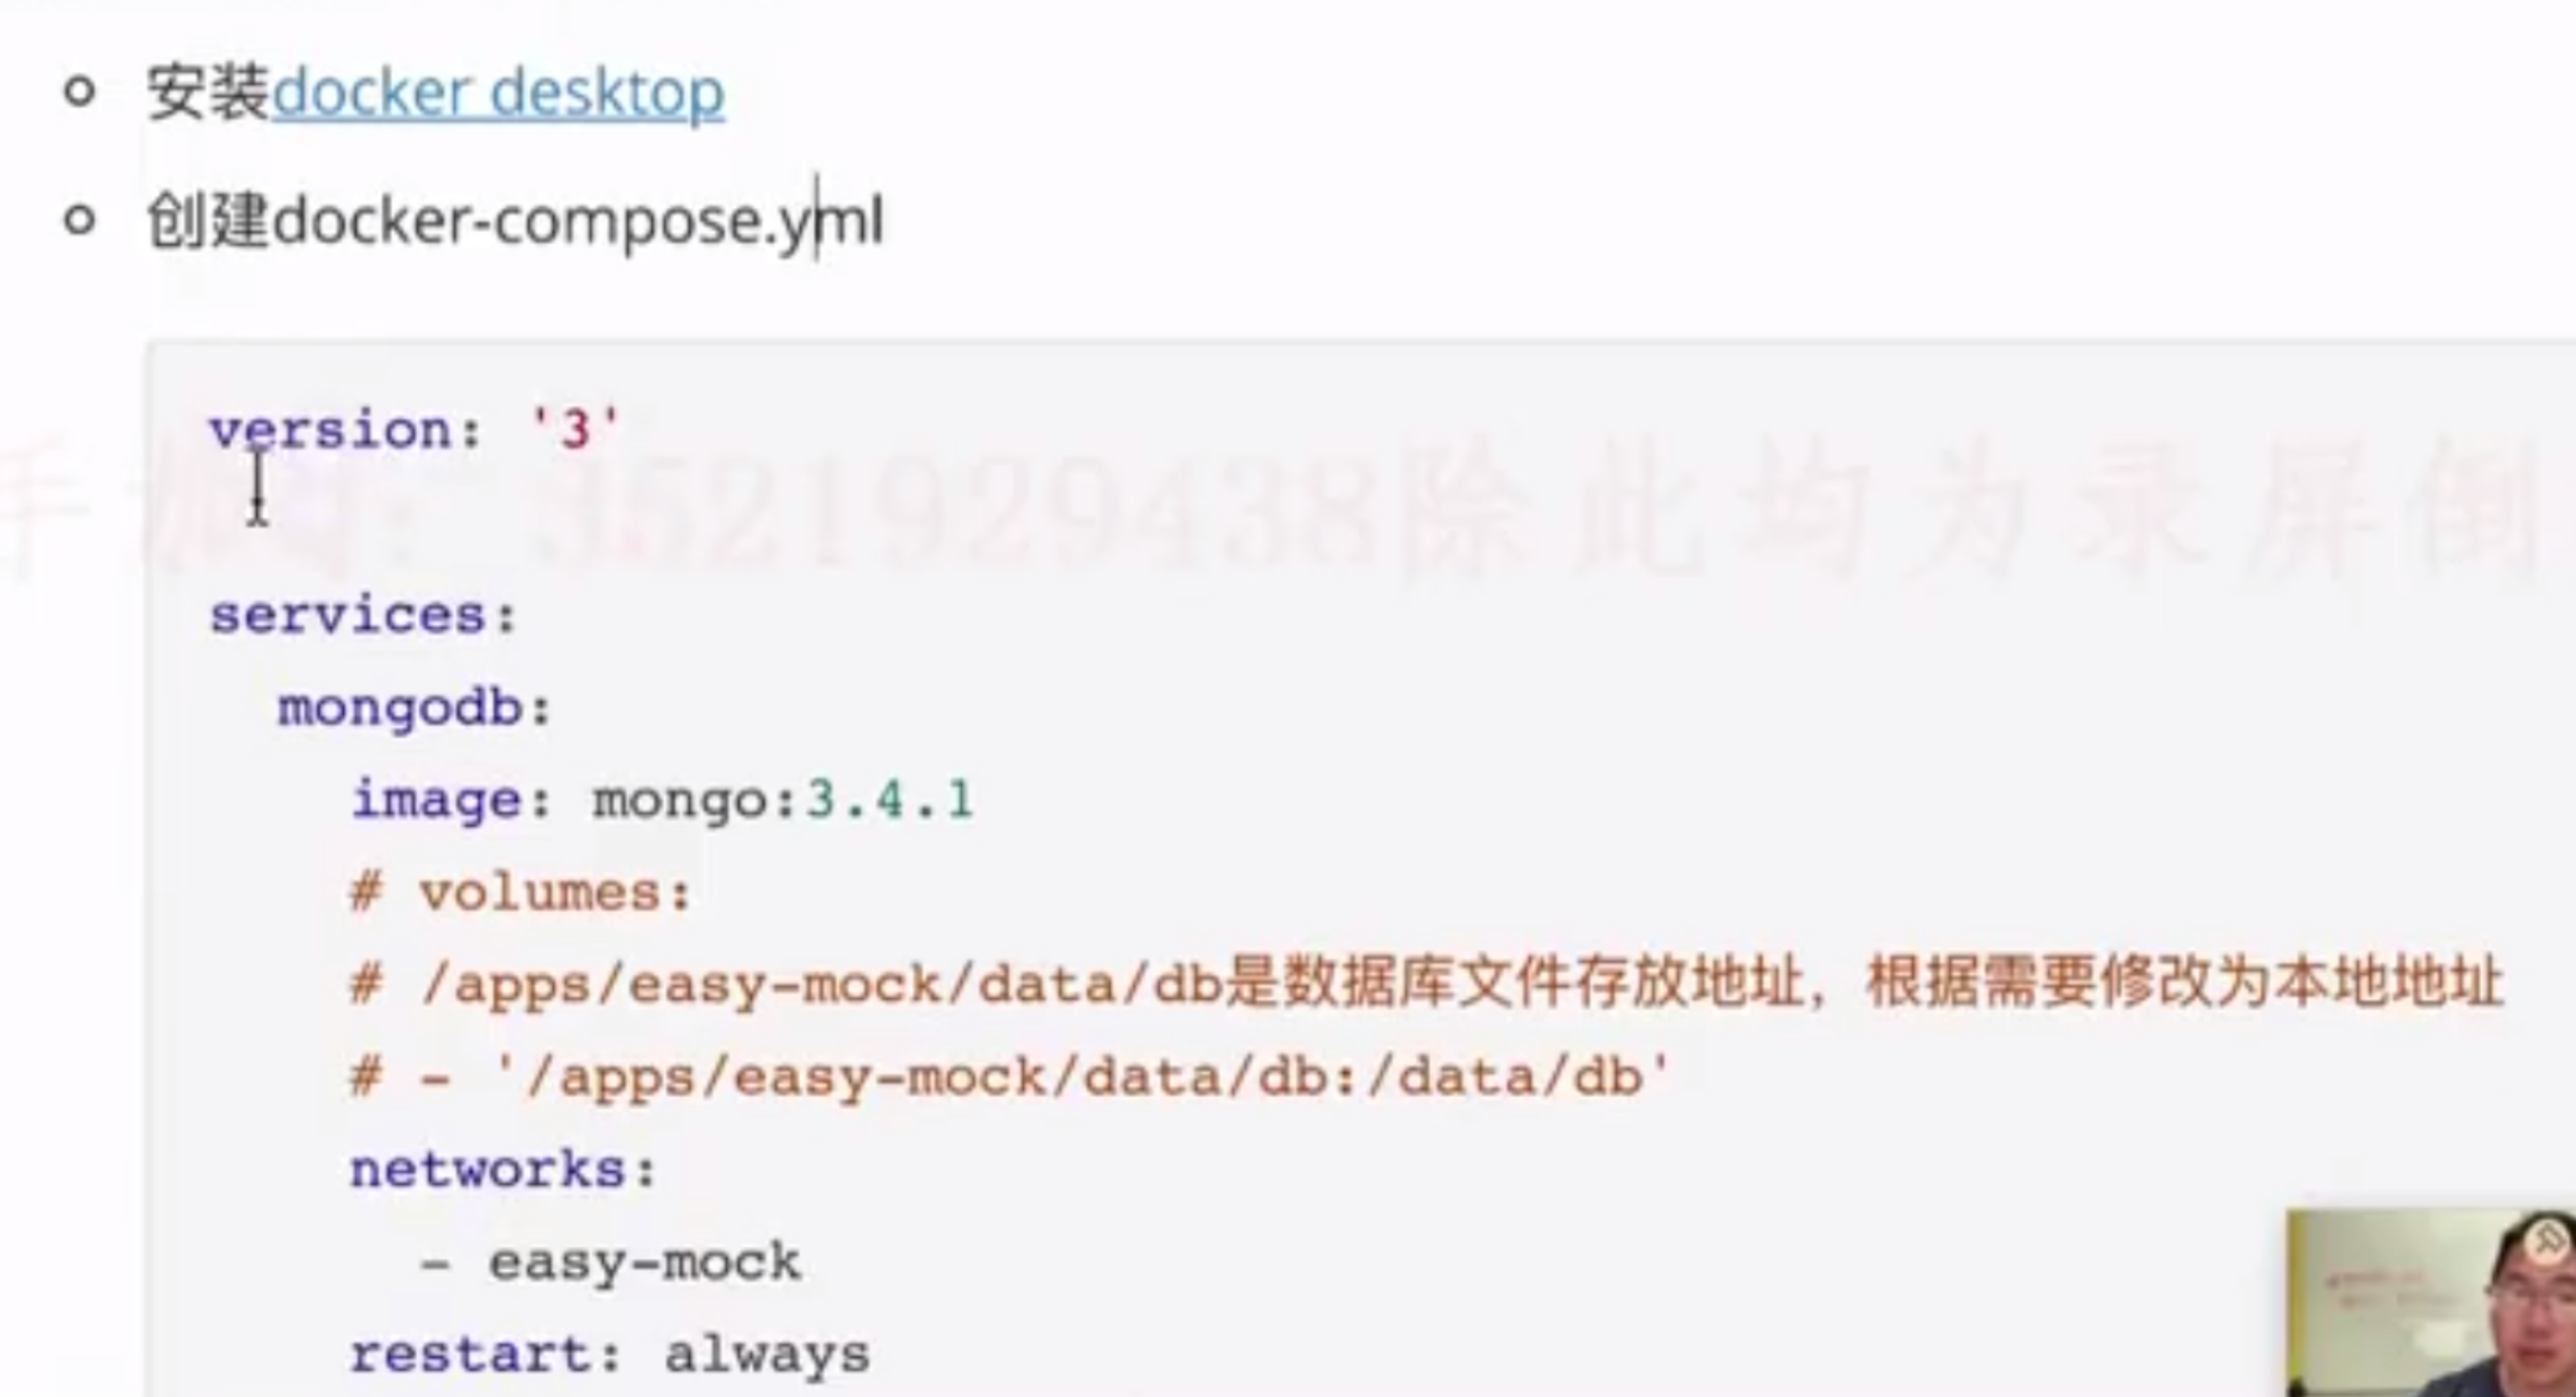 安装docker desktop
创建docker-compose.yml
version: '3'
3521929438除此均为录屏倒
services:
  mongodb:
    image: mongo:3.4.1
    # volumes:
    # /apps/easy-mock/data/db是数据库文件存放地址，根据需要修改为本地地址
    # - '/apps/easy-mock/data/db:/data/db'
    networks:
      - easy-mock
    restart: always